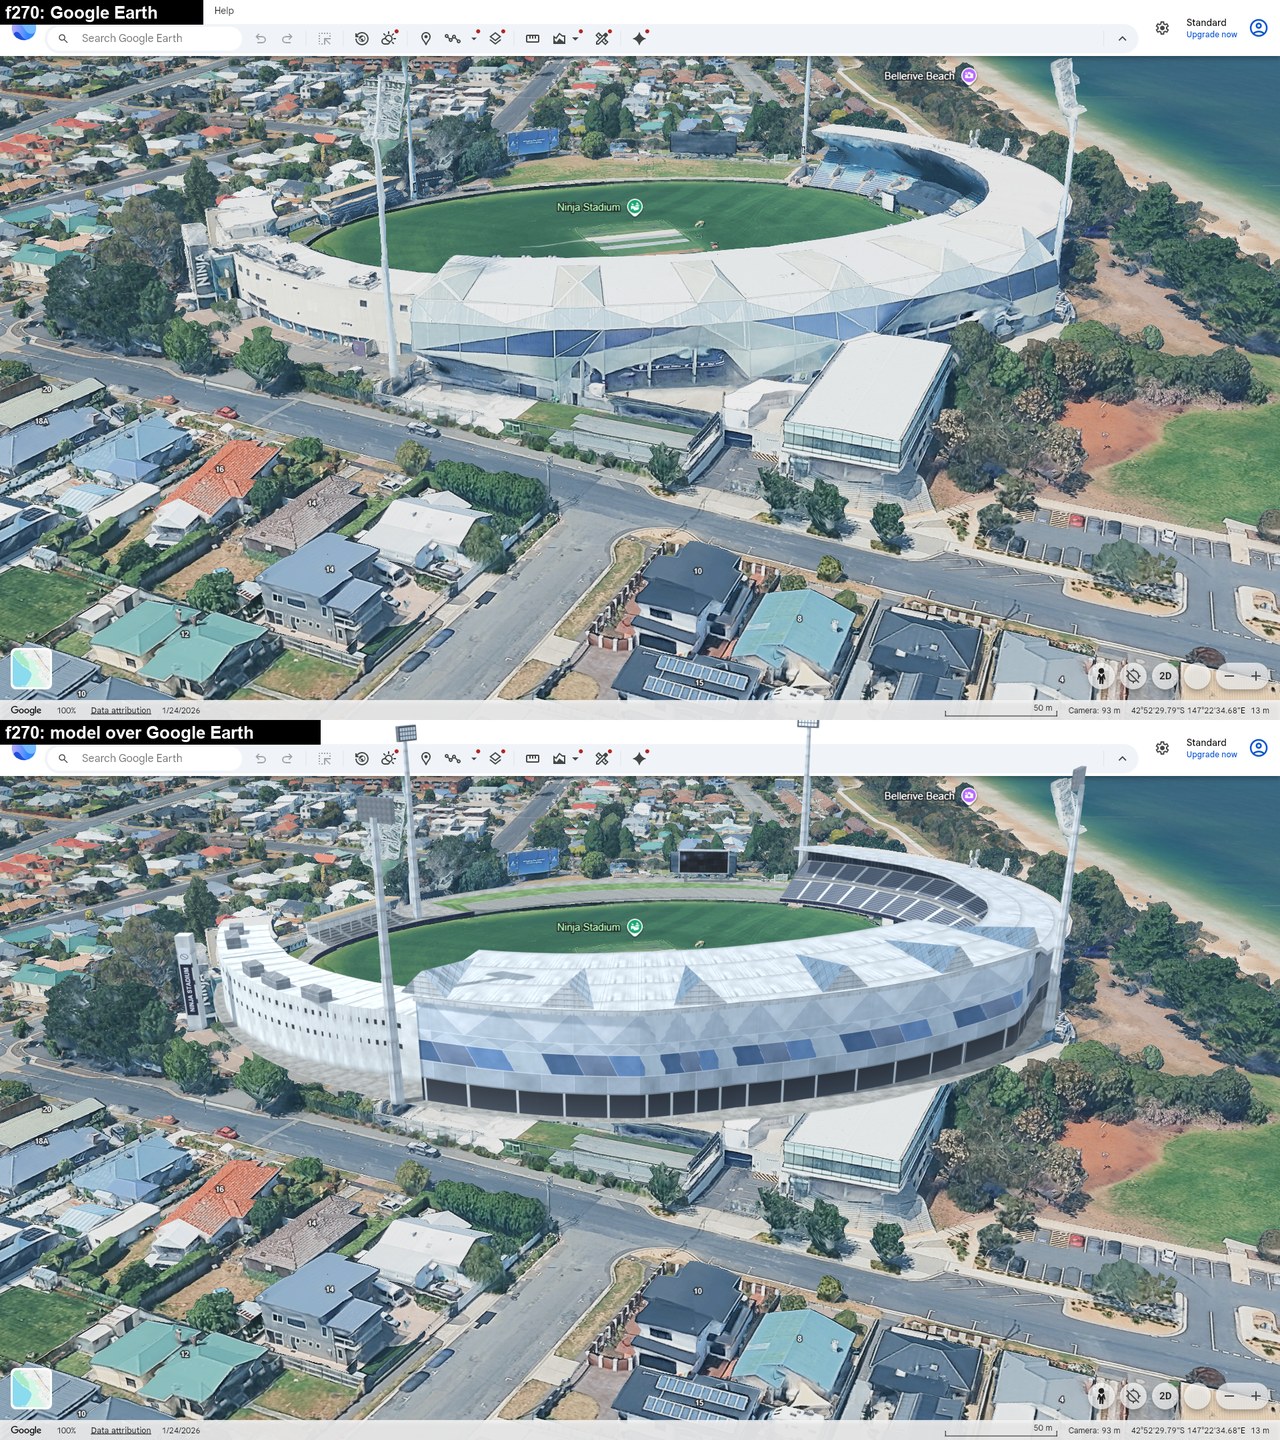 f270: Google Earth
Help
Search Google Earth
Standard
Upgrade now
Bellerive Beach
Ninja Stadium
NINJA
20
18A
16
14
14
10
12
8
15
4
10
2D
Google
100%
Data attribution
1/24/2026
50 m
Camera: 93 m
42°52'29.79"S 147°22'34.68"E
13 m
f270: model over Google Earth
Search Google Earth
Standard
Upgrade now
Bellerive Beach
Ninja Stadium
NINJA STADIUM
20
18A
16
14
14
10
12
8
15
4
10
2D
Google
100%
Data attribution
1/24/2026
50 m
Camera: 93 m
42°52'29.79"S 147°22'34.68"E
13 m